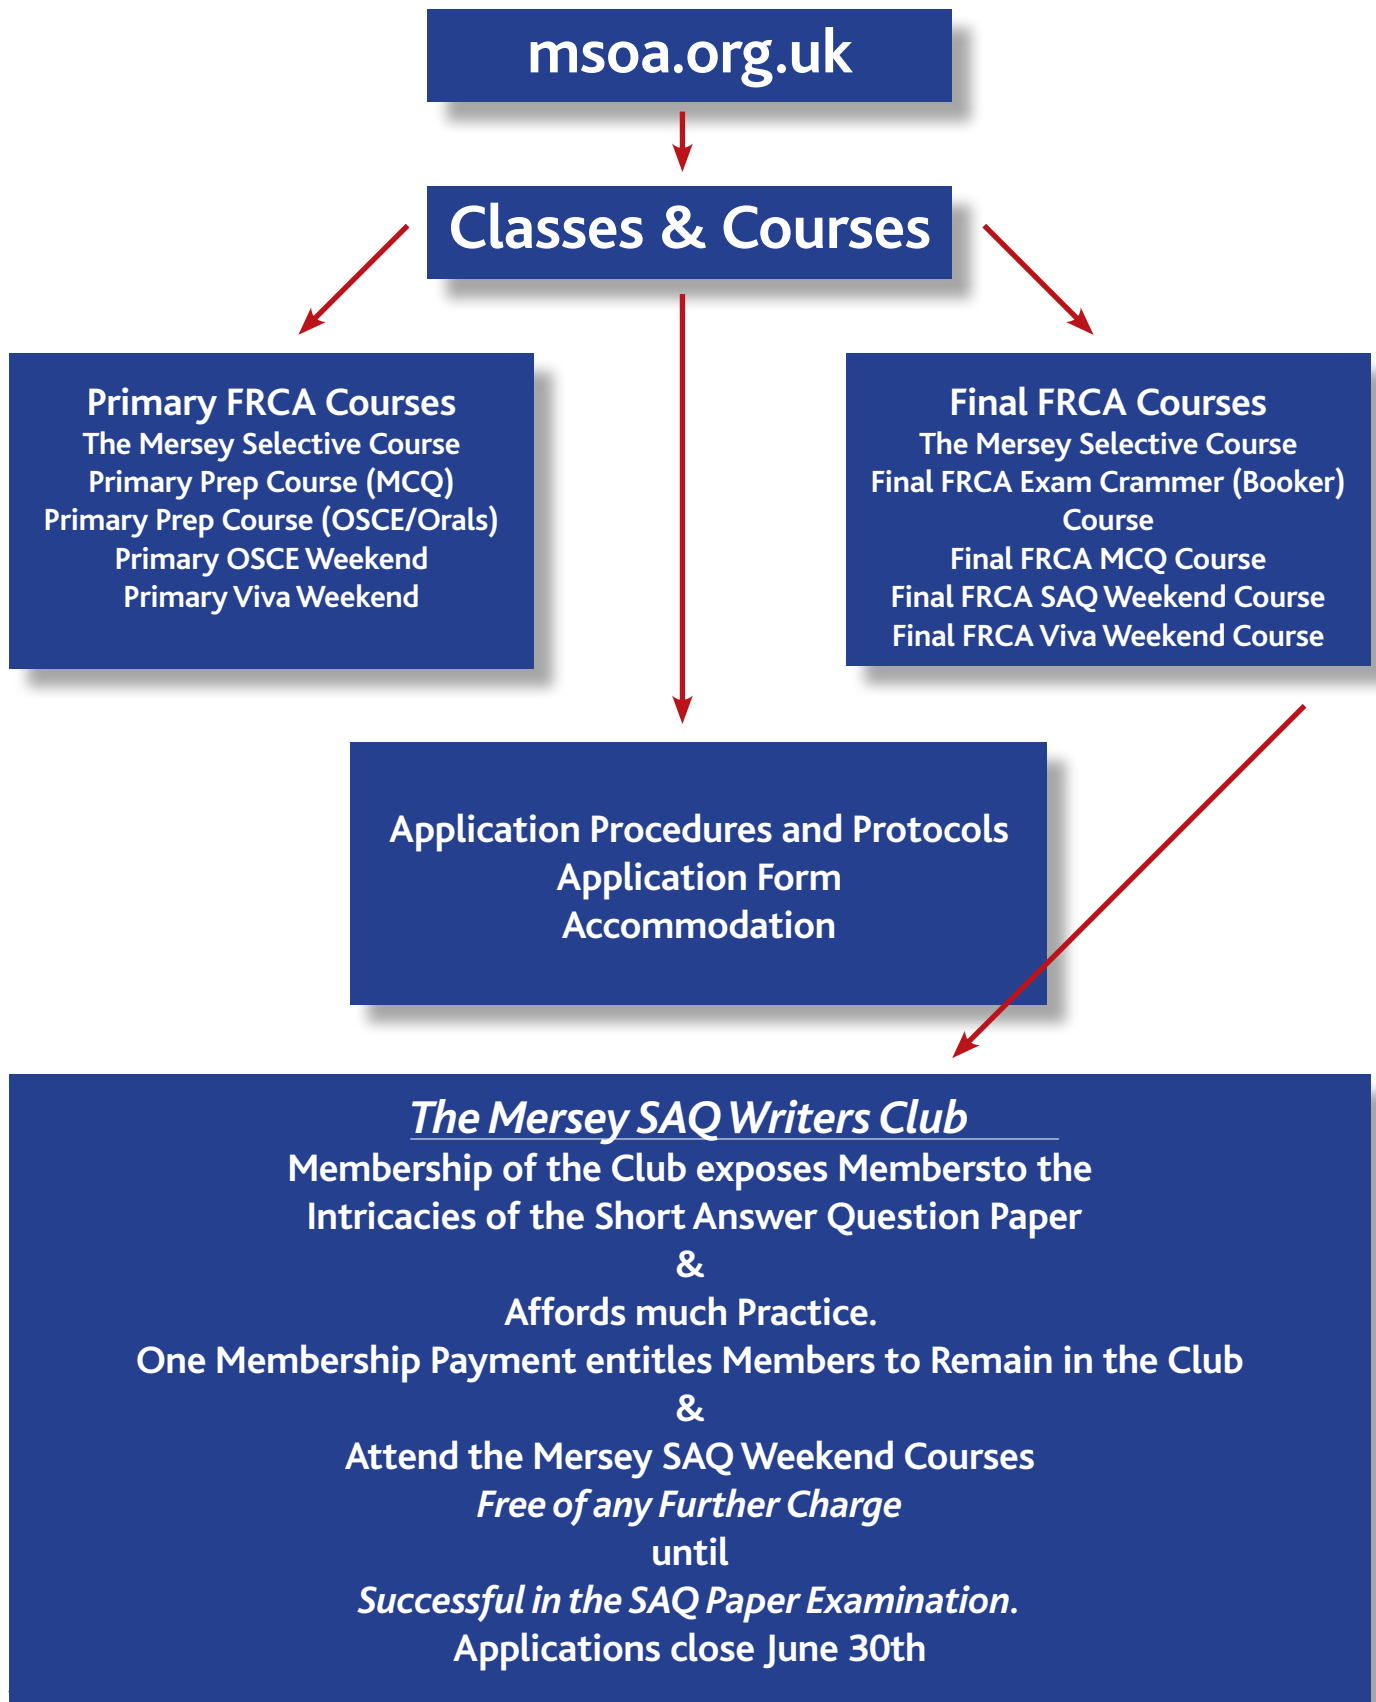 msoa.org.uk
Classes & Courses
Primary FRCA Courses
The Mersey Selective Course
Primary Prep Course (MCQ)
Primary Prep Course (OSCE/Orals)
Primary OSCE Weekend
Primary Viva Weekend
Final FRCA Courses
The Mersey Selective Course
Final FRCA Exam Crammer (Booker)
Course
Final FRCA MCQ Course
Final FRCA SAQ Weekend Course
Final FRCA Viva Weekend Course
Application Procedures and Protocols
Application Form
Accommodation
The Mersey SAQ Writers Club
Membership of the Club exposes Membersto the
Intricacies of the Short Answer Question Paper
&
Affords much Practice.
One Membership Payment entitles Members to Remain in the Club
&
Attend the Mersey SAQ Weekend Courses
Free of any Further Charge
until
Successful in the SAQ Paper Examination.
Applications close June 30th